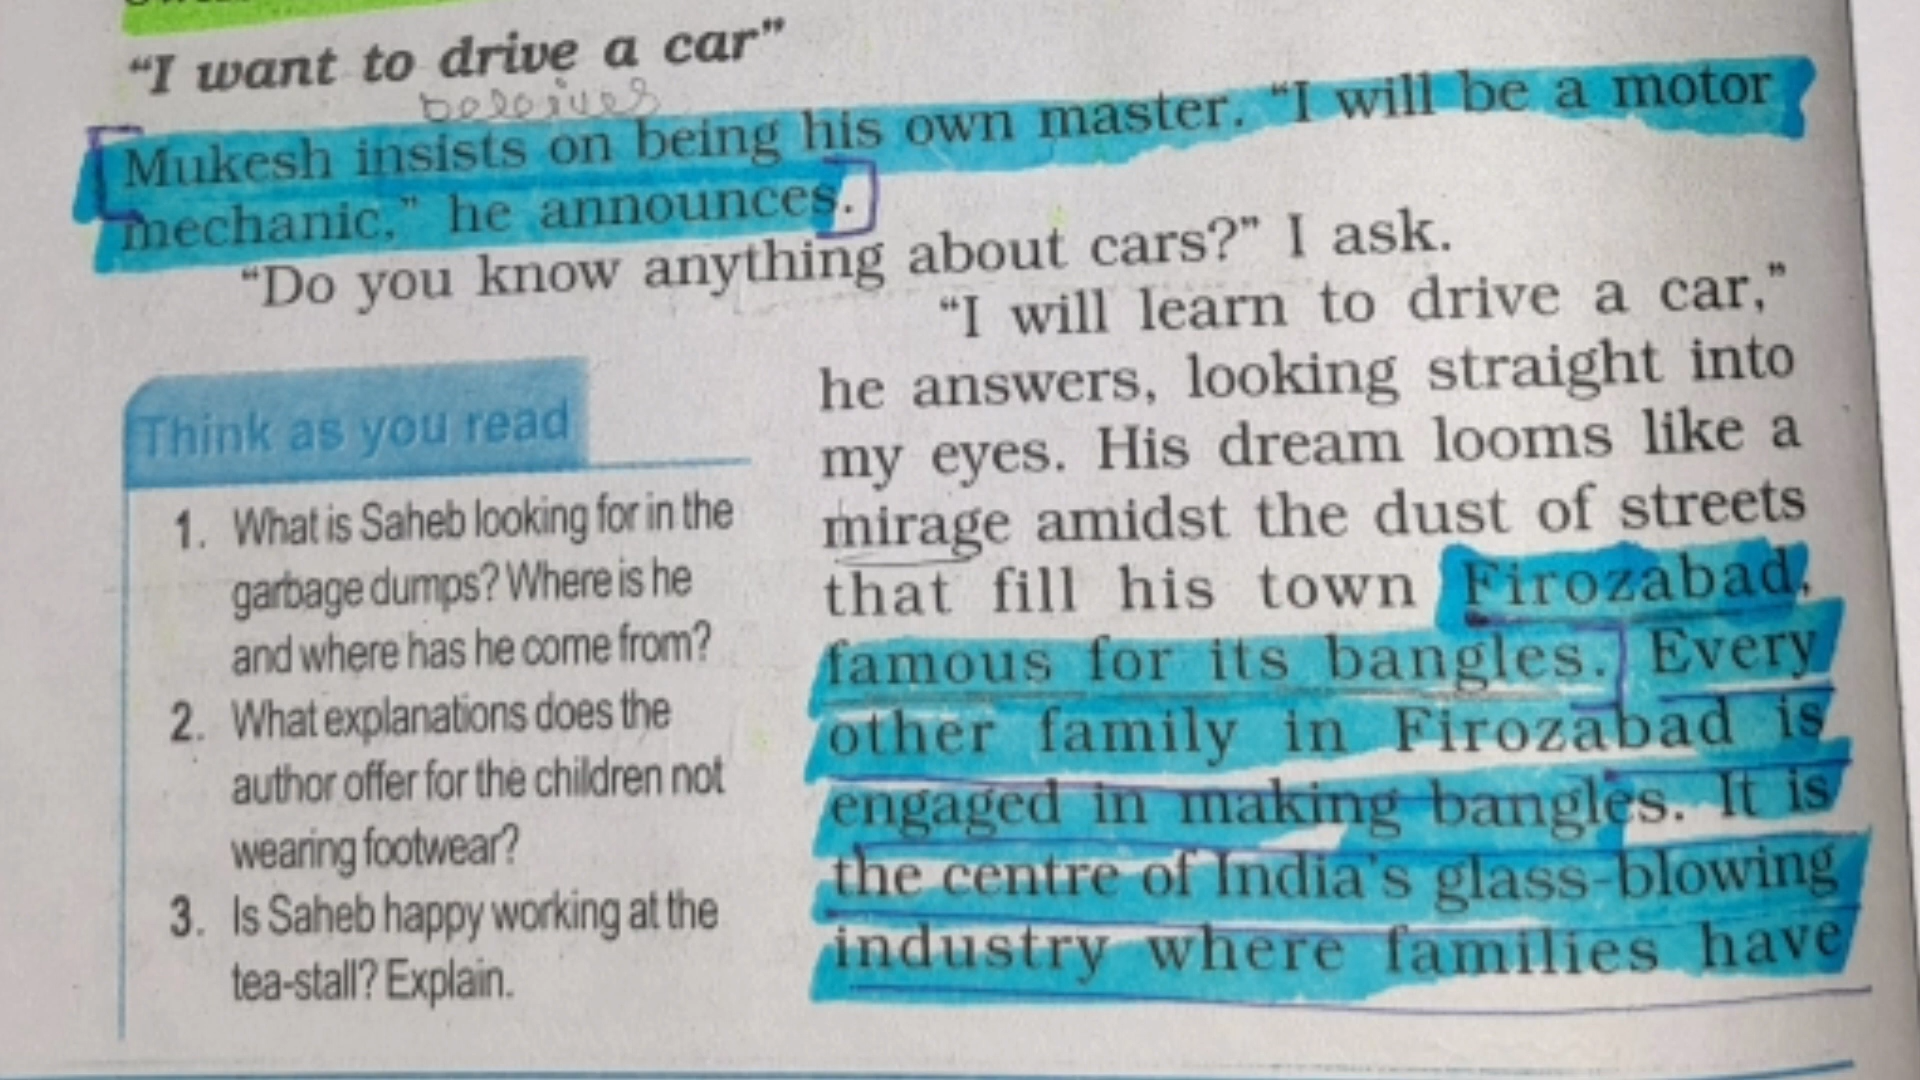 "I want to drive a car"
Mukesh insists on being his own master. "I will be a motor
mechanic," he announces.
"Do you know anything about cars?" I ask.
"I will learn to drive a car,"
he answers, looking straight into
my eyes. His dream looms like a
mirage amidst the dust of streets
that fill his town Firozabad,
famous for its bangles. Every
other family in Firozabad is
engaged in making bangles. It is
the centre of India's glass-blowing
industry where families have
Think as you read
1. What is Saheb looking for in the
garbage dumps? Where is he
and where has he come from?
2. What explanations does the
author offer for the children not
wearing footwear?
3. Is Saheb happy working at the
tea-stall? Explain.